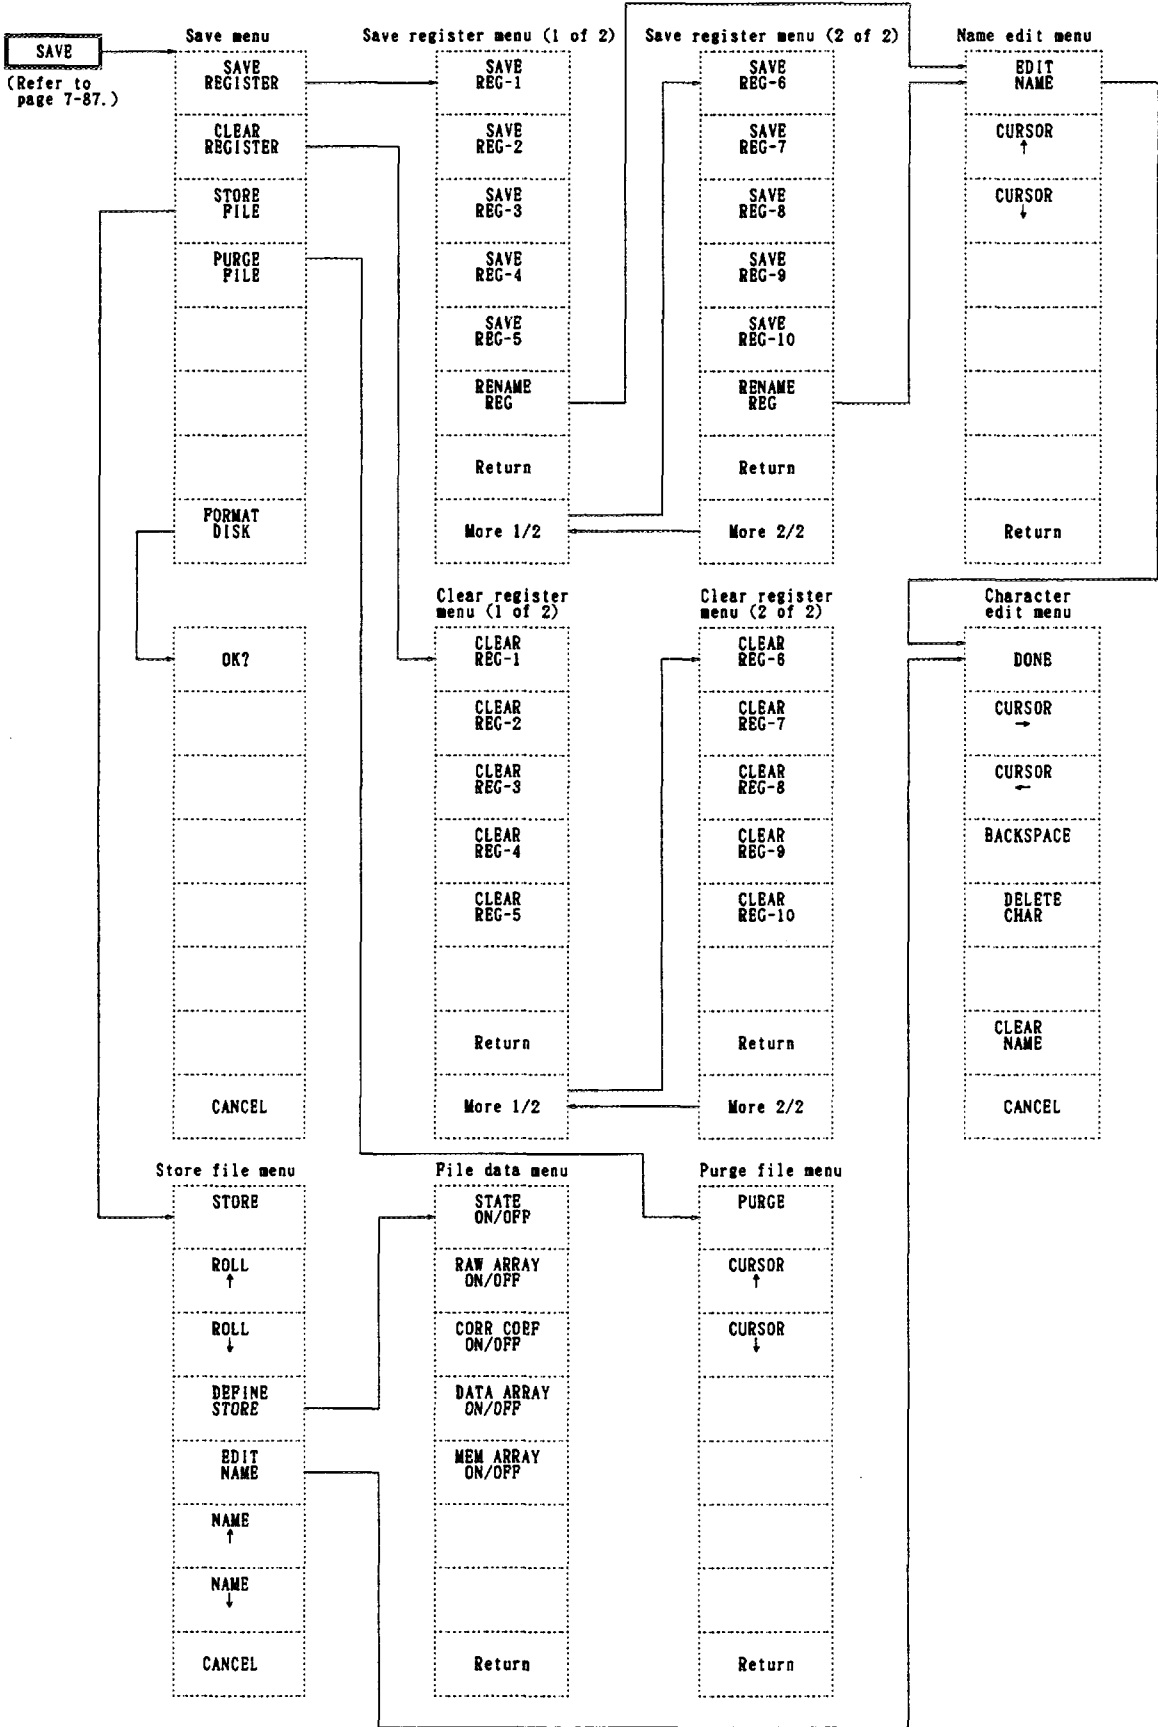 SAVE
(Refer to
page 7-87.)
Save menu
SAVE
REGISTER
CLEAR
REGISTER
STORE
FILE
PURGE
FILE
FORMAT
DISK
OK?
CANCEL
Save register menu (1 of 2)
SAVE
REG-1
SAVE
REG-2
SAVE
REG-3
SAVE
REG-4
SAVE
REG-5
RENAME
REG
Return
More 1/2
Save register menu (2 of 2)
SAVE
REG-6
SAVE
REG-7
SAVE
REG-8
SAVE
REG-9
SAVE
REG-10
RENAME
REG
Return
More 2/2
Name edit menu
EDIT
NAME
CURSOR
↑
CURSOR
↓
Return
Clear register
menu (1 of 2)
CLEAR
REG-1
CLEAR
REG-2
CLEAR
REG-3
CLEAR
REG-4
CLEAR
REG-5
Return
More 1/2
Clear register
menu (2 of 2)
CLEAR
REG-6
CLEAR
REG-7
CLEAR
REG-8
CLEAR
REG-9
CLEAR
REG-10
Return
More 2/2
Character
edit menu
DONE
CURSOR
→
CURSOR
←
BACKSPACE
DELETE
CHAR
CLEAR
NAME
CANCEL
Store file menu
STORE
ROLL
↑
ROLL
↓
DEFINE
STORE
EDIT
NAME
NAME
↑
NAME
↓
CANCEL
File data menu
STATE
ON/OFF
RAW ARRAY
ON/OFF
CORR COEF
ON/OFF
DATA ARRAY
ON/OFF
MEM ARRAY
ON/OFF
Return
Purge file menu
PURGE
CURSOR
↑
CURSOR
↓
Return